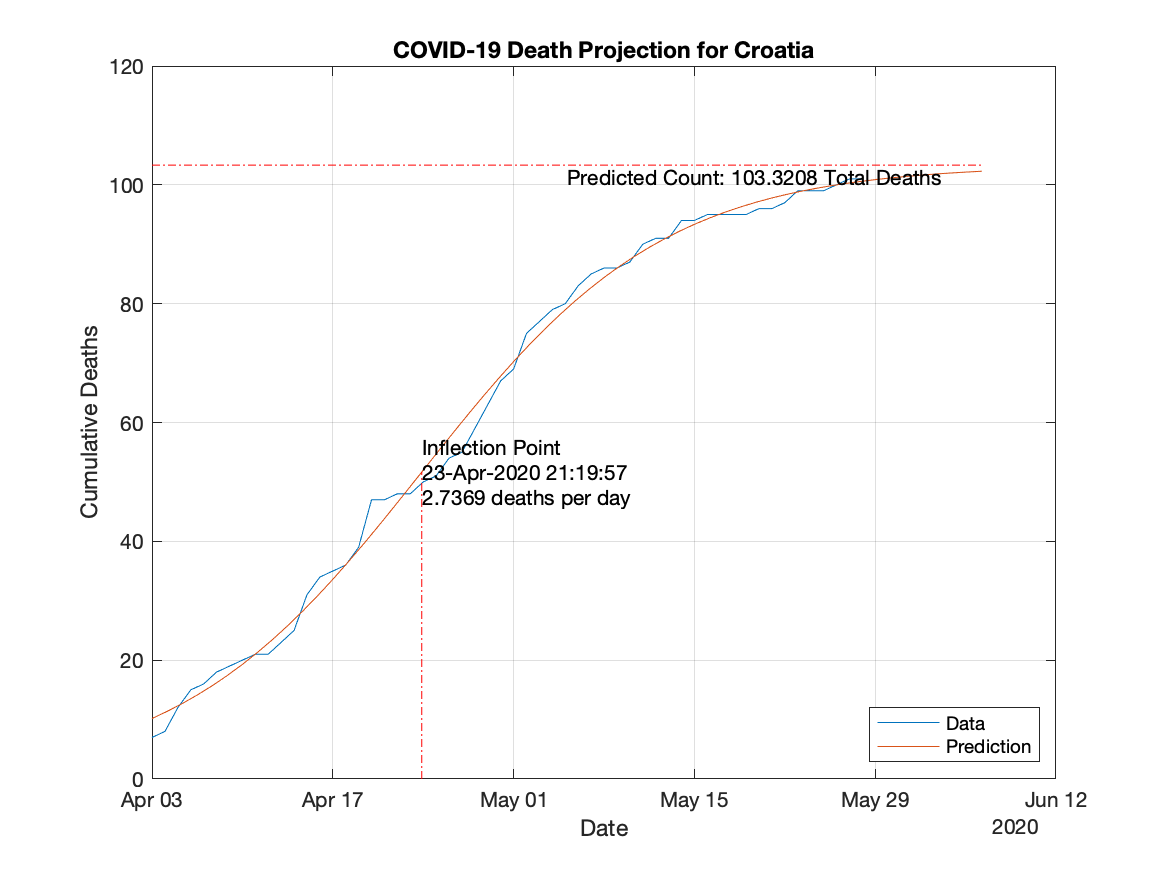 COVID-19 Death Projection for Croatia
120
100
80
60
40
20
0
Cumulative Deaths
Predicted Count: 103.3208 Total Deaths
Inflection Point
23-Apr-2020 21:19:57
2.7369 deaths per day
Data
Prediction
Apr 03
Apr 17
May 01
May 15
May 29
Jun 12
Date
2020